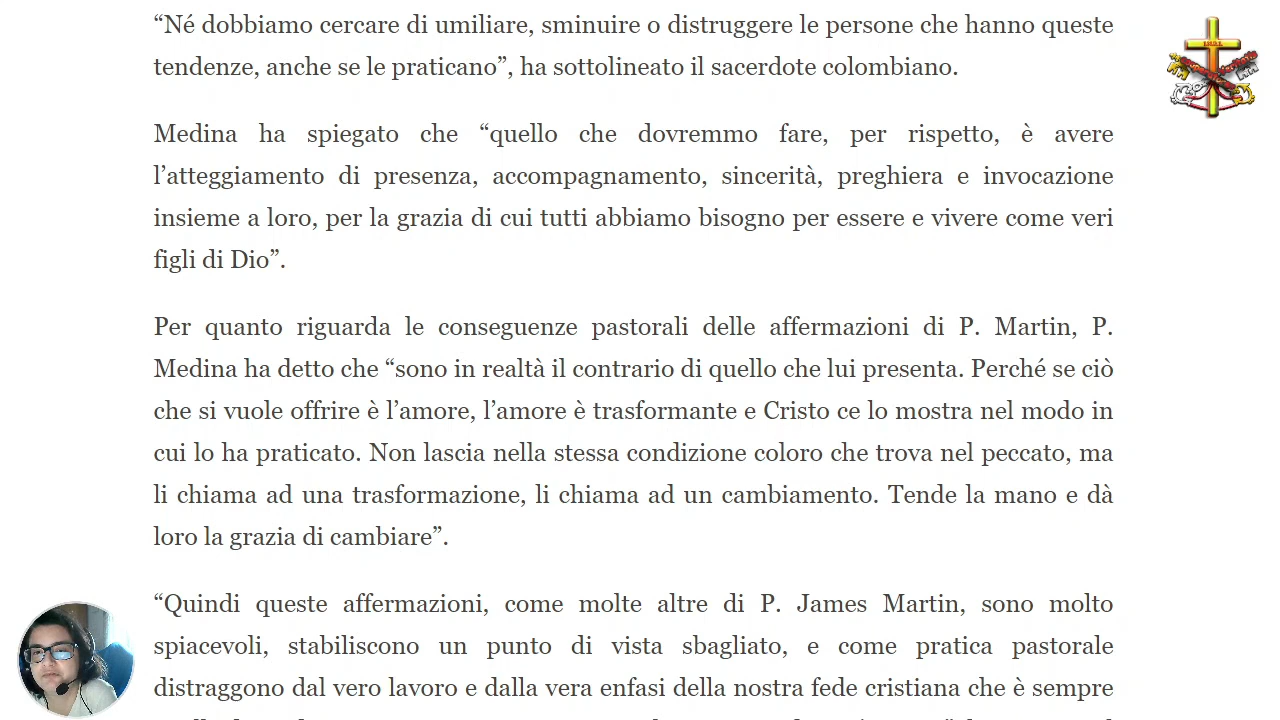 “Né dobbiamo cercare di umiliare, sminuire o distruggere le persone che hanno queste
tendenze, anche se le praticano”, ha sottolineato il sacerdote colombiano.
Medina ha spiegato che “quello che dovremmo fare, per rispetto, è avere
l’atteggiamento di presenza, accompagnamento, sincerità, preghiera e invocazione
insieme a loro, per la grazia di cui tutti abbiamo bisogno per essere e vivere come veri
figli di Dio”.
Per quanto riguarda le conseguenze pastorali delle affermazioni di P. Martin, P.
Medina ha detto che “sono in realtà il contrario di quello che lui presenta. Perché se ciò
che si vuole offrire è l’amore, l’amore è trasformante e Cristo ce lo mostra nel modo in
cui lo ha praticato. Non lascia nella stessa condizione coloro che trova nel peccato, ma
li chiama ad una trasformazione, li chiama ad un cambiamento. Tende la mano e dà
loro la grazia di cambiare”.
“Quindi queste affermazioni, come molte altre di P. James Martin, sono molto
spiacevoli, stabiliscono un punto di vista sbagliato, e come pratica pastorale
distraggono dal vero lavoro e dalla vera enfasi della nostra fede cristiana che è sempre